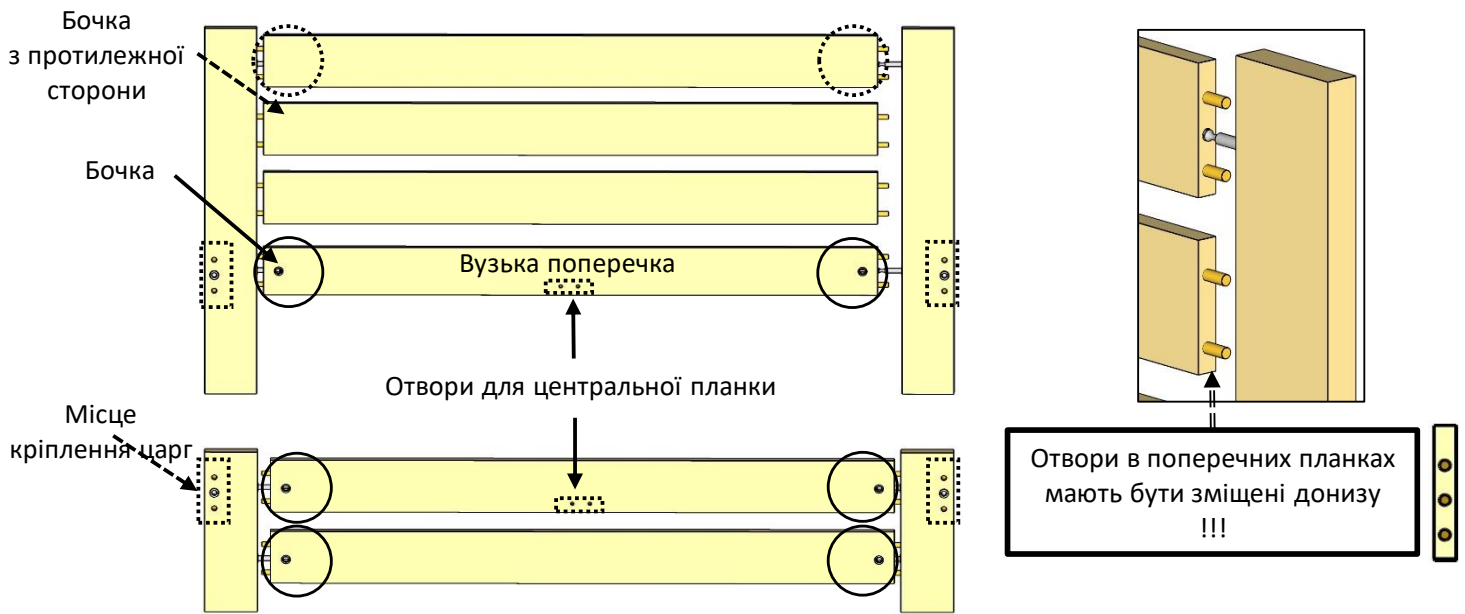 Бочка
з протилежної
сторони
Бочка
Вузька поперечка
Отвори для центральної планки
Місце
кріплення царг
Отвори в поперечних планках
мають бути зміщені донизу
!!!